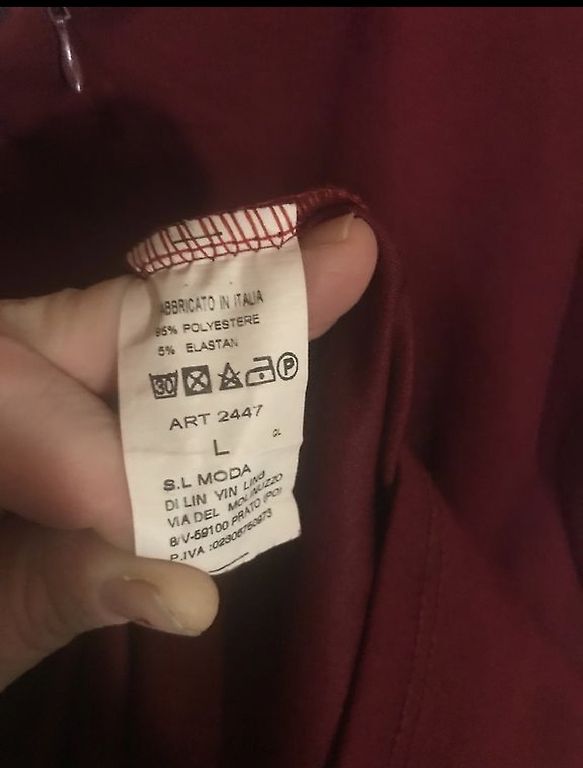 ABBRICATO IN ITALIA
95% POLYESTERE
5% ELASTAN
30 P
ART 2447
L
S.L MODA
DI LIN YIN LING
VIA DEL MOLINUZZO
8/V-59100 PRATO (PO)
P.IVA :